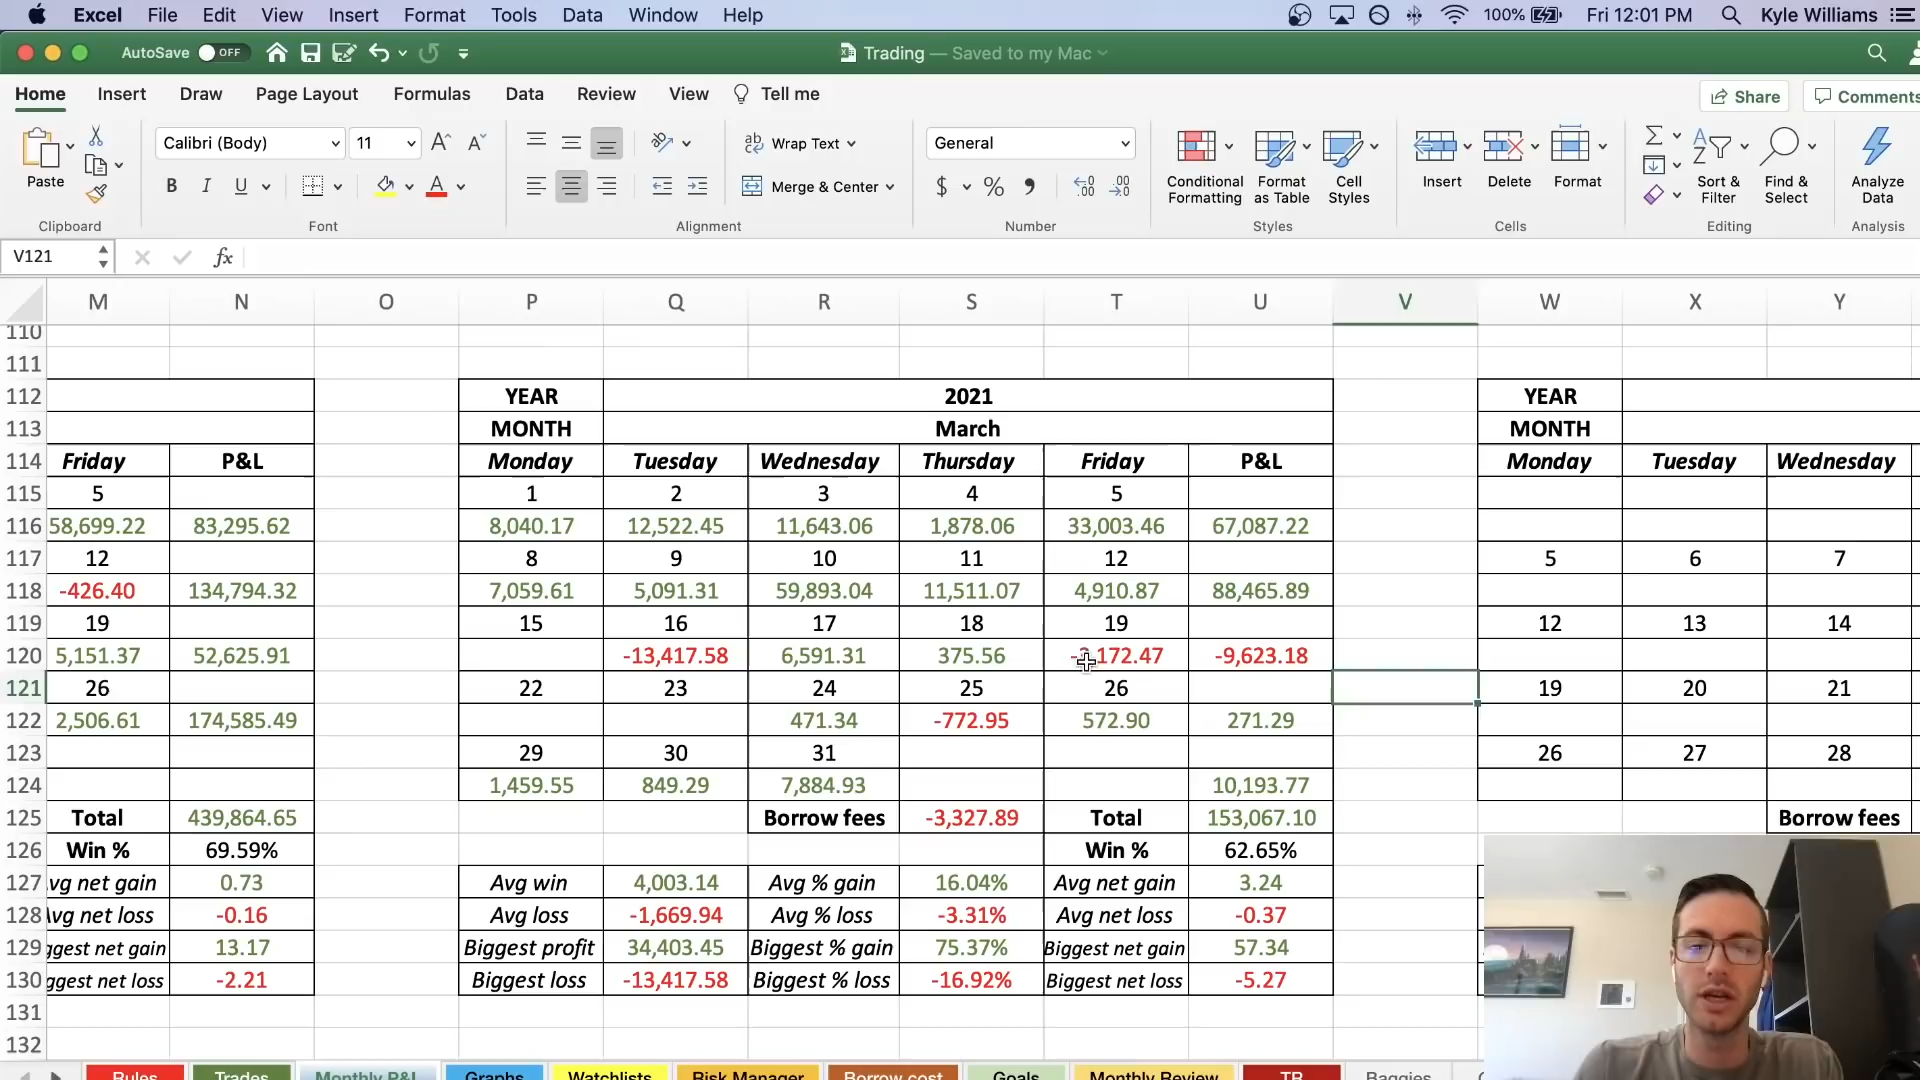 Excel File Edit View Insert Format Tools Data Window Help 100% Fri 12:01 PM Kyle Williams
AutoSave OFF Trading — Saved to my Mac
Home Insert Draw Page Layout Formulas Data Review View Tell me Share Comments
Paste Calibri (Body) 11 Wrap Text General Conditional Formatting Format as Table Cell Styles Insert Delete Format Sort & Filter Find & Select Analyze Data
B I U Merge & Center $ % 9
Clipboard Font Alignment Number Styles Cells Editing Analysis
V121 fx
M N O P Q R S T U V W X Y
110
111
112 YEAR 2021 YEAR
113 MONTH March MONTH
114 Friday P&L Monday Tuesday Wednesday Thursday Friday P&L Monday Tuesday Wednesday
115 5 1 2 3 4 5
116 58,699.22 83,295.62 8,040.17 12,522.45 11,643.06 1,878.06 33,003.46 67,087.22
117 12 8 9 10 11 12 5 6 7
118 -426.40 134,794.32 7,059.61 5,091.31 59,893.04 11,511.07 4,910.87 88,465.89
119 19 15 16 17 18 19 12 13 14
120 5,151.37 52,625.91 -13,417.58 6,591.31 375.56 172.47 -9,623.18
121 26 22 23 24 25 26 19 20 21
122 2,506.61 174,585.49 471.34 -772.95 572.90 271.29
123 29 30 31 26 27 28
124 1,459.55 849.29 7,884.93 10,193.77
125 Total 439,864.65 Borrow fees -3,327.89 Total 153,067.10 Borrow fees
126 Win % 69.59% Win % 62.65%
127 vg net gain 0.73 Avg win 4,003.14 Avg % gain 16.04% Avg net gain 3.24
128 Avg net loss -0.16 Avg loss -1,669.94 Avg % loss -3.31% Avg net loss -0.37
129 ggest net gain 13.17 Biggest profit 34,403.45 Biggest % gain 75.37% Biggest net gain 57.34
130 ggest net loss -2.21 Biggest loss -13,417.58 Biggest % loss -16.92% Biggest net loss -5.27
131
132
Rules Trades Monthly P&L Graphs Watchlists Risk Manager Borrow cost Goals Monthly Review TR Baggies